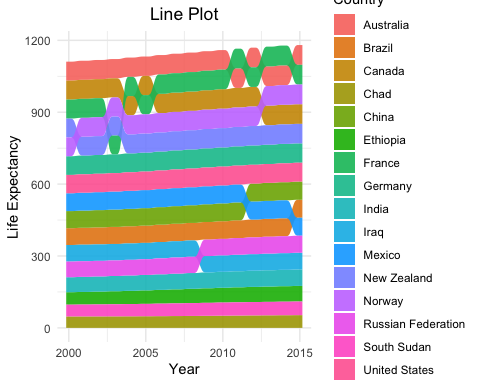 Line Plot
Country
1200
900
600
300
0
Life Expectancy
2000 2005 2010 2015
Year
Australia
Brazil
Canada
Chad
China
Ethiopia
France
Germany
India
Iraq
Mexico
New Zealand
Norway
Russian Federation
South Sudan
United States